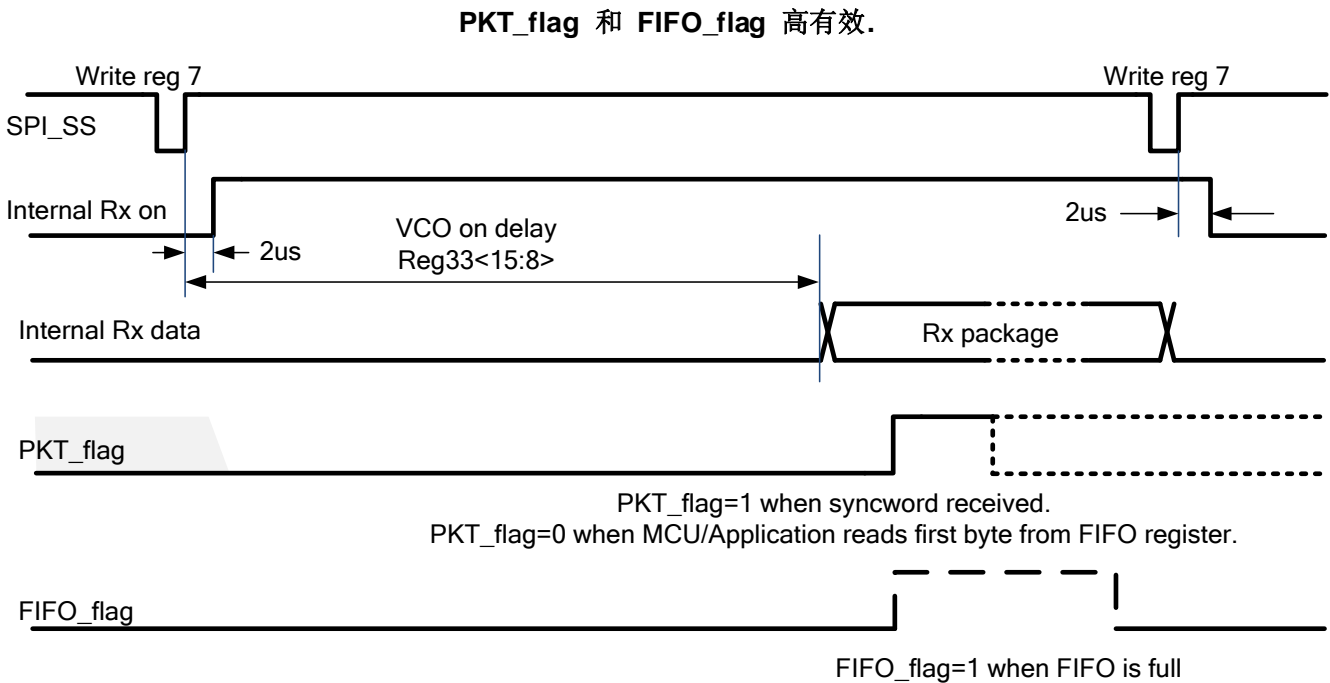 PKT_flag 和 FIFO_flag 高有效.
Write reg 7
Write reg 7
SPI_SS
Internal Rx on
VCO on delay
Reg33<15:8>
2us
2us
Internal Rx data
Rx package
PKT_flag
PKT_flag=1 when syncword received.
PKT_flag=0 when MCU/Application reads first byte from FIFO register.
FIFO_flag
FIFO_flag=1 when FIFO is full